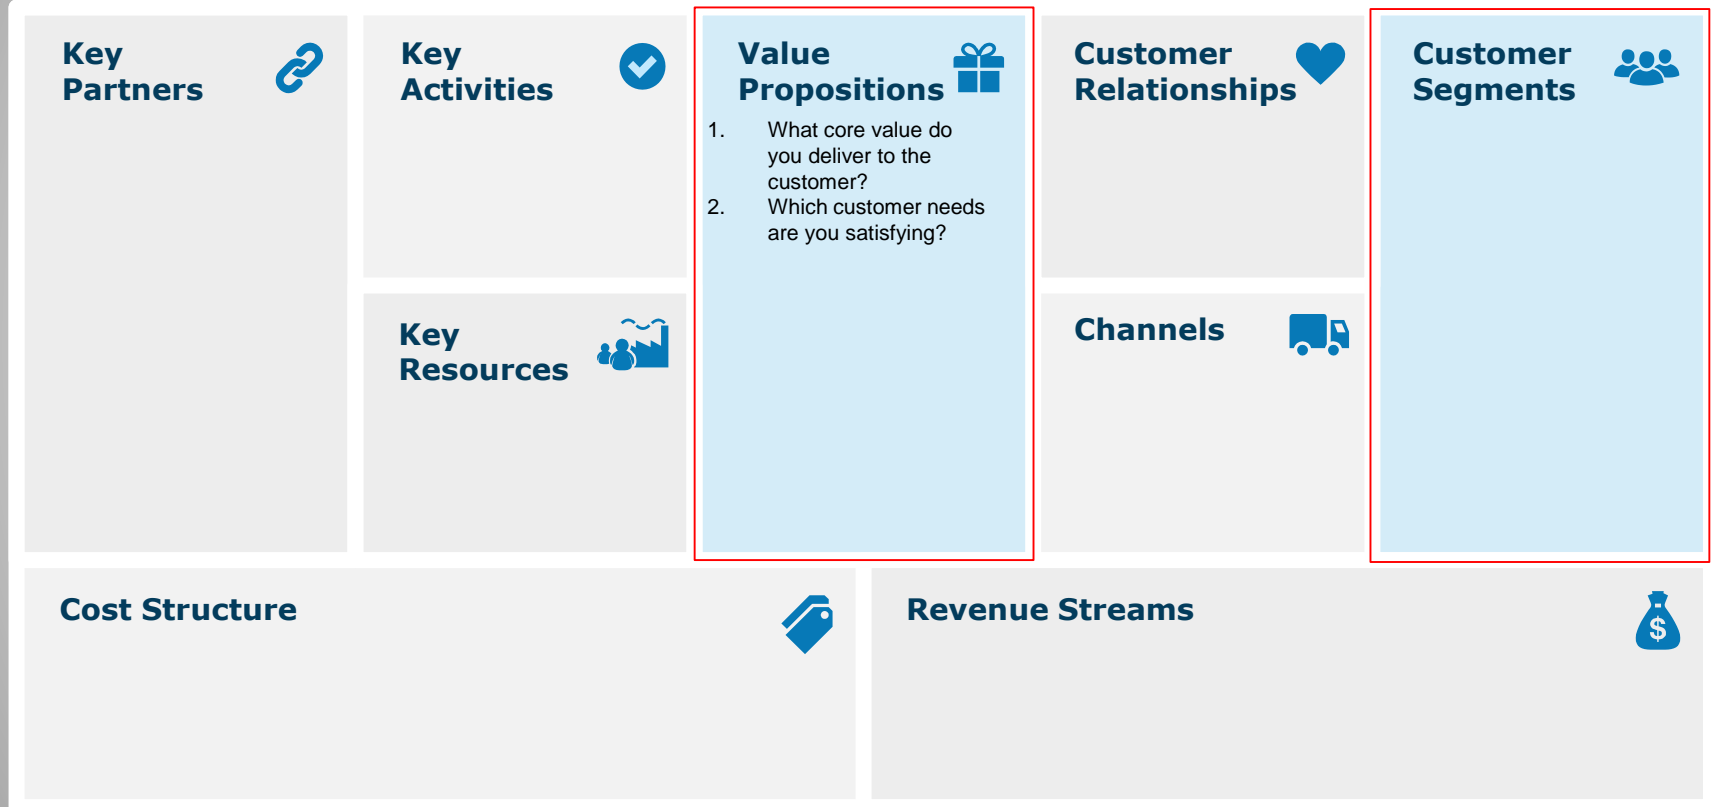 Key
Partners
Key
Activities
Value
Propositions
1. What core value do
you deliver to the
customer?
2. Which customer needs
are you satisfying?
Customer
Relationships
Customer
Segments
Key
Resources
Channels
Cost Structure
Revenue Streams
$